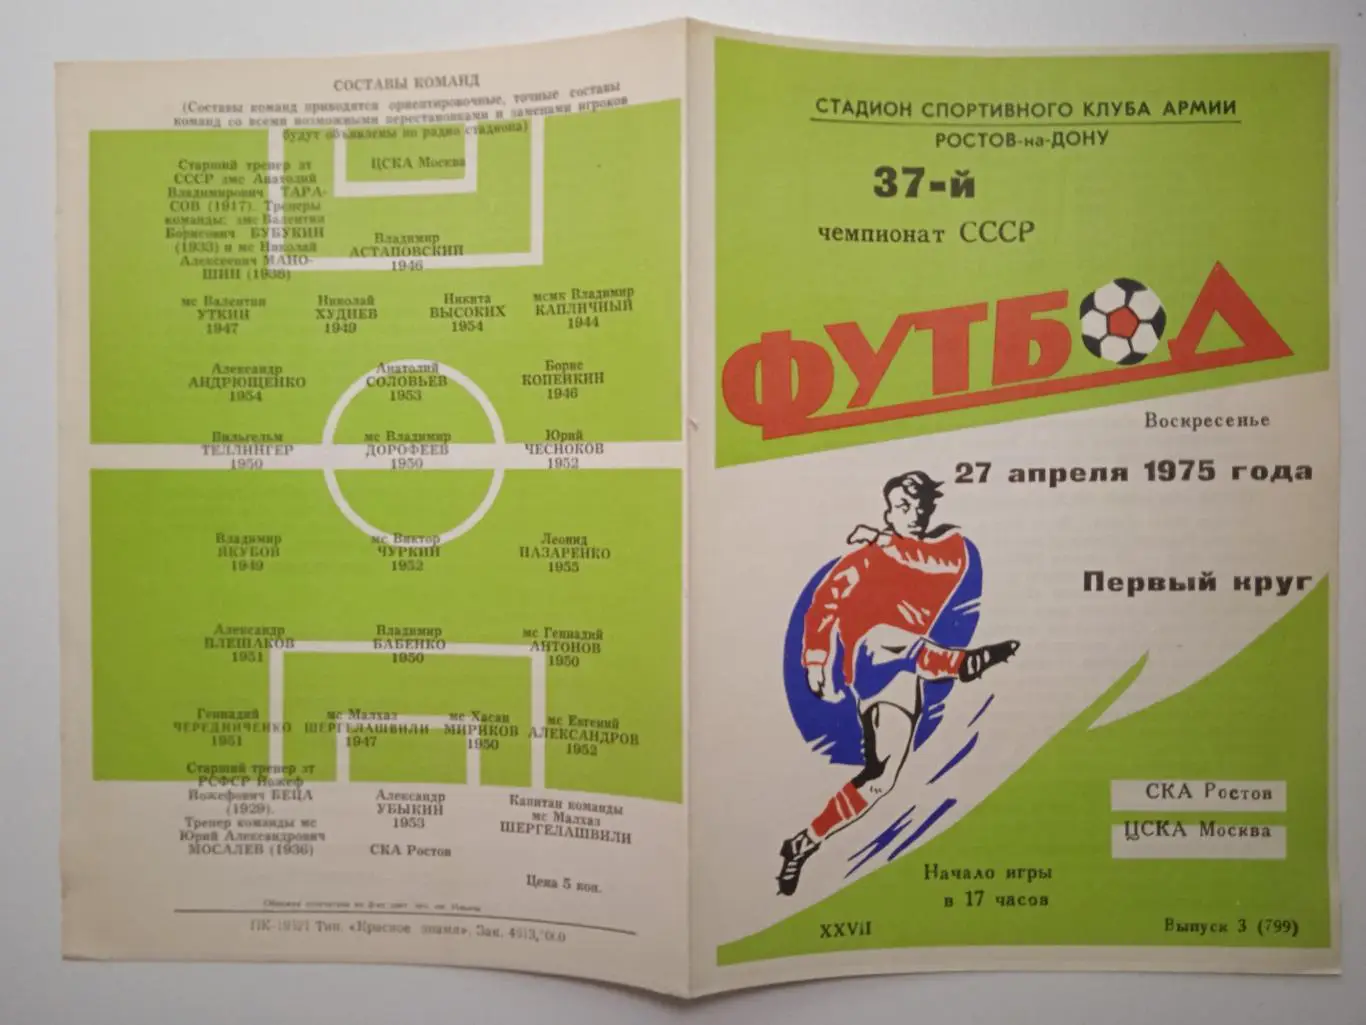 СОСТАВЫ КОМАНД
(Составы команд приводятся ориентировочные, точные составы
команд со всеми возможными перестановками и заменами игроков
будут объявлены по радио стадиона)
Старший тренер зт
СССР змс Анатолий
Владимирович ТАРА-
СОВ (1917). Тренеры
команды: змс Валентин
Борисович БУБУКИН
(1933) и мс Николай
Алексеевич МАНО-
ШИН (1938)
ЦСКА Москва
Владимир
АСТАПОВСКИЙ
1946
мс Валентин
УТКИН
1947
Николай
ХУДИЕВ
1949
Никита
ВЫСОКИХ
1954
мсмк Владимир
КАПЛИЧНЫЙ
1944
Александр
АНДРЮЩЕНКО
1954
Анатолий
СОЛОВЬЕВ
1953
Борис
КОПЕЙКИН
1946
Вильгельм
ТЕЛЛИНГЕР
1950
мс Владимир
ДОРОФЕЕВ
1950
Юрий
ЧЕСНОКОВ
1952
Владимир
ЯКУБОВ
1949
мс Виктор
ЧУРКИН
1952
Леонид
НАЗАРЕНКО
1955
Александр
ПЛЕШАКОВ
1951
Владимир
БАБЕНКО
1950
мс Геннадий
АНТОНОВ
1950
Геннадий
ЧЕРЕДНИЧЕНКО
1951
мс Малхаз
ШЕРГЕЛАШВИЛИ
1947
мс Хасан
МИРИКОВ
1950
мс Евгений
АЛЕКСАНДРОВ
1952
Старший тренер зт
РСФСР Йожеф
Йожефович БЕЦА
(1929).
Тренер команды мс
Юрий Александрович
МОСАЛЕВ (1936)
Александр
УБЫКИН
1953
СКА Ростов
Капитан команды
мс Малхаз
ШЕРГЕЛАШВИЛИ
Цена 5 коп.
Тип. «Красное знамя». Зак.
СТАДИОН СПОРТИВНОГО КЛУБА АРМИИ
РОСТОВ-на-ДОНУ
37-й
чемпионат СССР
ФУТБОЛ
Воскресенье
27 апреля 1975 года
Первый круг
СКА Ростов
ЦСКА Москва
Начало игры
в 17 часов
XXVII
Выпуск 3 (799)